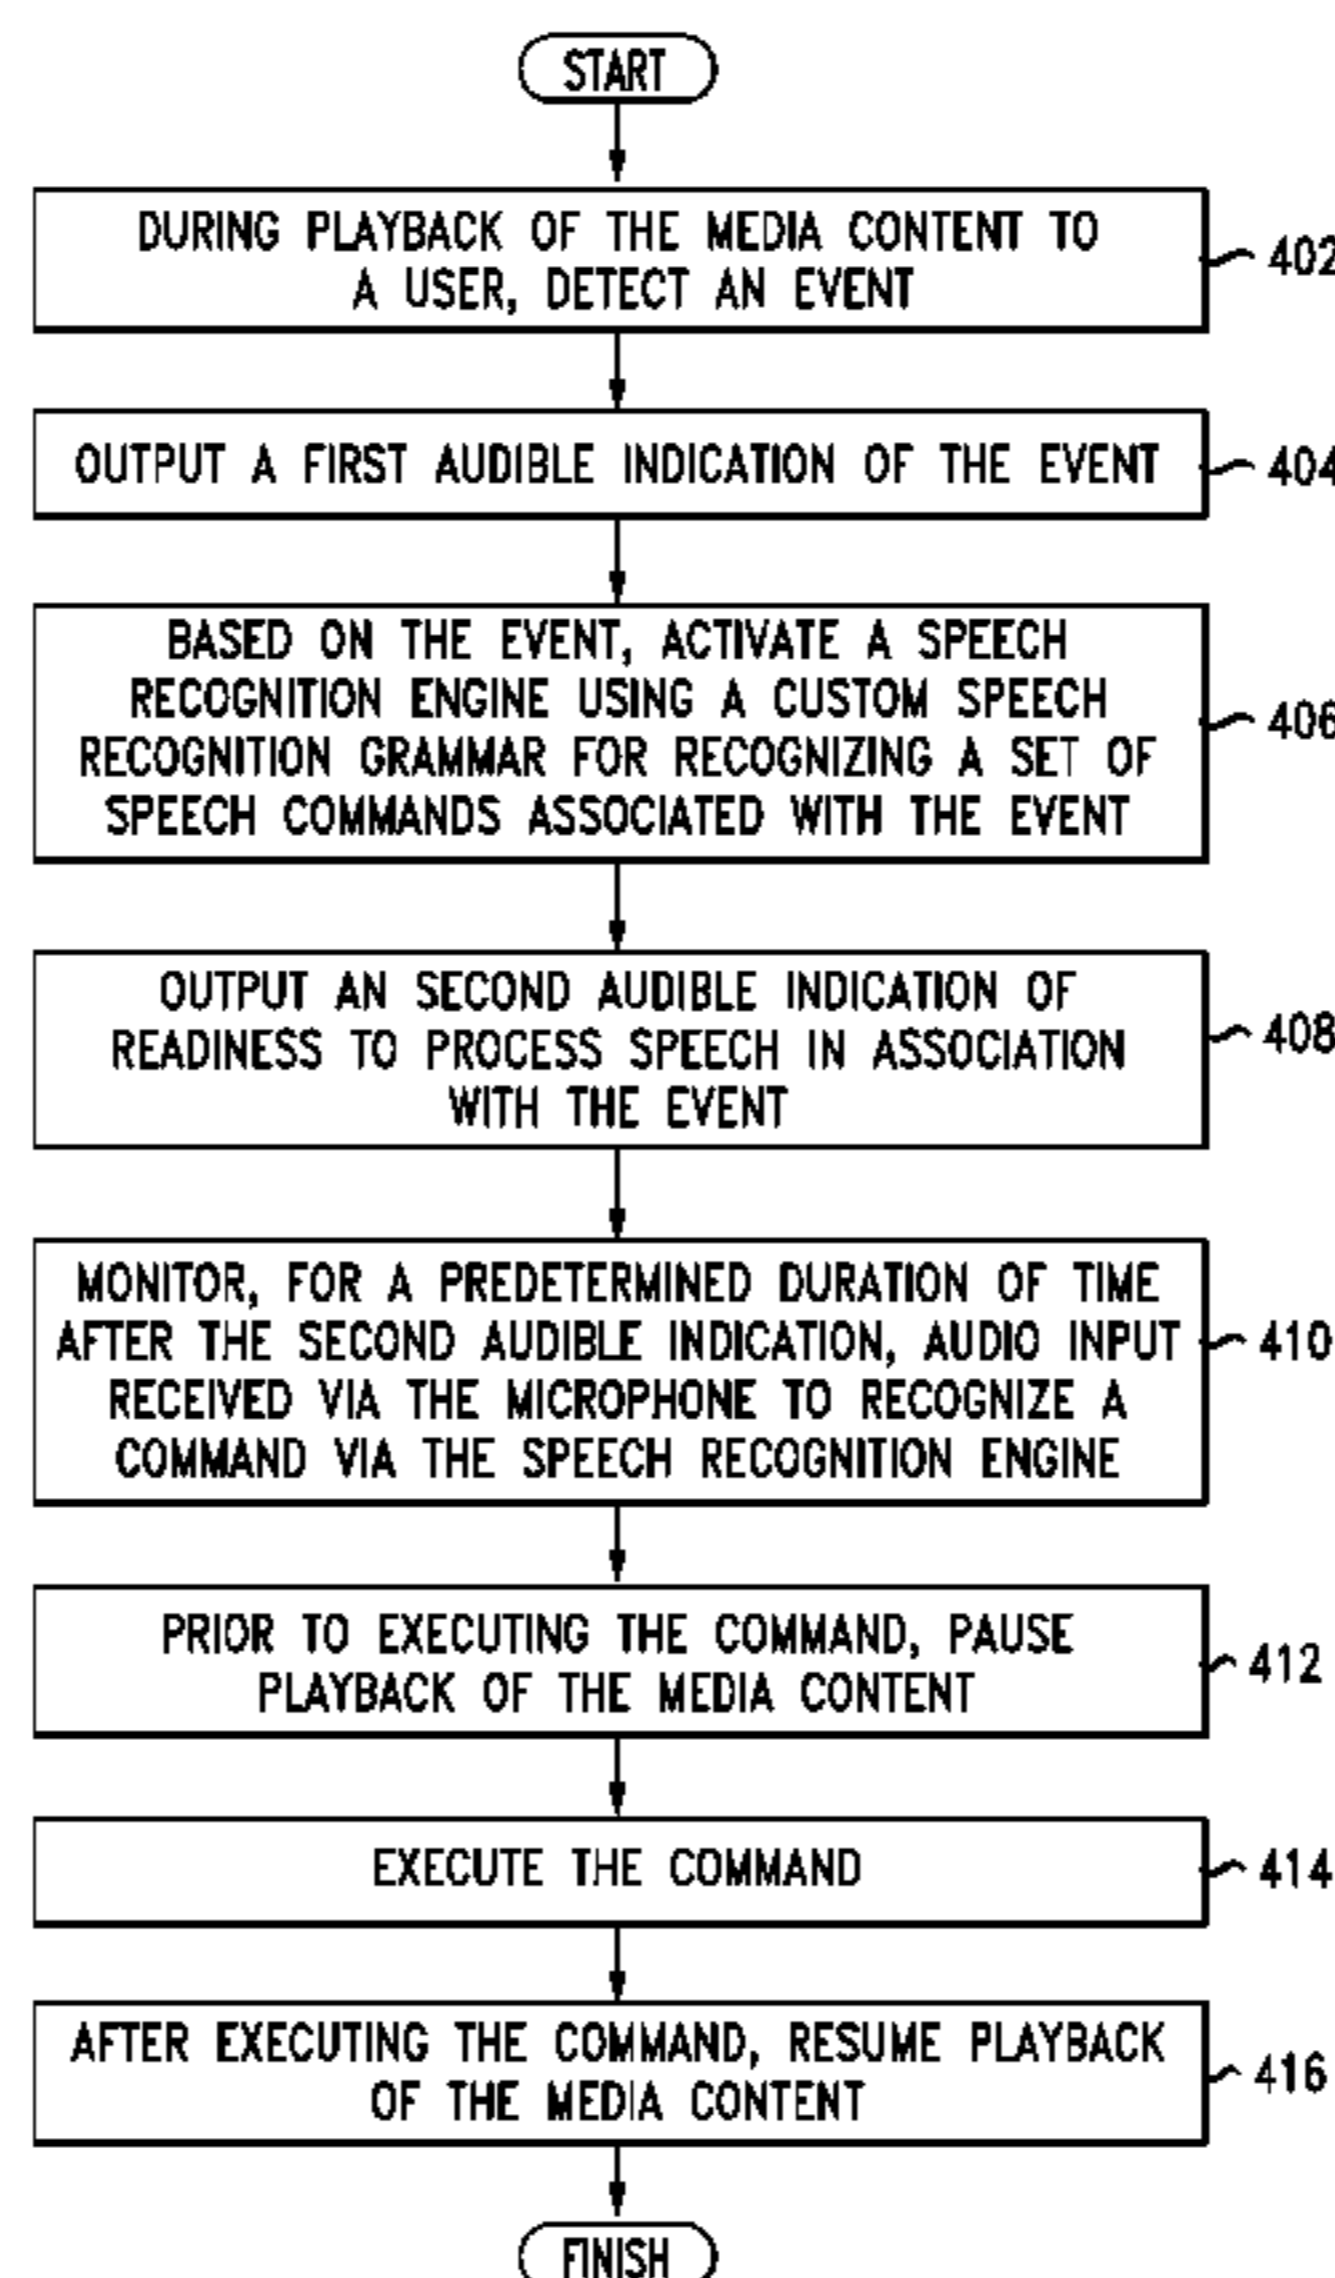 START
DURING PLAYBACK OF THE MEDIA CONTENT TO
A USER, DETECT AN EVENT
402
OUTPUT A FIRST AUDIBLE INDICATION OF THE EVENT
404
BASED ON THE EVENT, ACTIVATE A SPEECH
RECOGNITION ENGINE USING A CUSTOM SPEECH
RECOGNITION GRAMMAR FOR RECOGNIZING A SET OF
SPEECH COMMANDS ASSOCIATED WITH THE EVENT
406
OUTPUT AN SECOND AUDIBLE INDICATION OF
READINESS TO PROCESS SPEECH IN ASSOCIATION
WITH THE EVENT
408
MONITOR, FOR A PREDETERMINED DURATION OF TIME
AFTER THE SECOND AUDIBLE INDICATION, AUDIO INPUT
RECEIVED VIA THE MICROPHONE TO RECOGNIZE A
COMMAND VIA THE SPEECH RECOGNITION ENGINE
410
PRIOR TO EXECUTING THE COMMAND, PAUSE
PLAYBACK OF THE MEDIA CONTENT
412
EXECUTE THE COMMAND
414
AFTER EXECUTING THE COMMAND, RESUME PLAYBACK
OF THE MEDIA CONTENT
416
FINISH